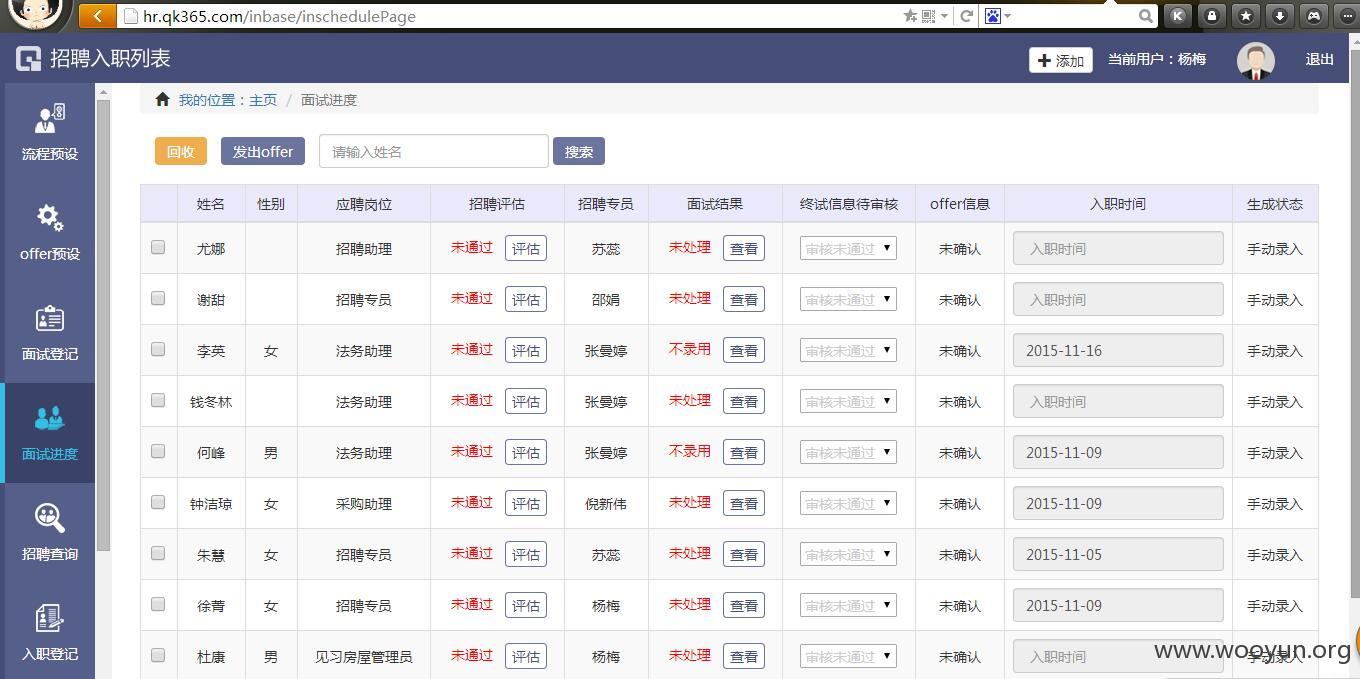 hr.qk365.com/inbase/inschedulePage
K
招聘入职列表
添加 当前用户：杨梅 退出
我的位置：主页 / 面试进度
回收 发出offer 请输入姓名 搜索
流程预设
offer预设
面试登记
面试进度
招聘查询
入职登记
姓名 性别 应聘岗位 招聘评估 招聘专员 面试结果 终试信息待审核 offer信息 入职时间 生成状态
尤娜 招聘助理 未通过 评估 苏蕊 未处理 查看 审核未通过 未确认 入职时间 手动录入
谢甜 招聘专员 未通过 评估 邵娟 未处理 查看 审核未通过 未确认 入职时间 手动录入
李英 女 法务助理 未通过 评估 张曼婷 不录用 查看 审核未通过 未确认 2015-11-16 手动录入
钱冬林 法务助理 未通过 评估 张曼婷 未处理 查看 审核未通过 未确认 入职时间 手动录入
何峰 男 法务助理 未通过 评估 张曼婷 不录用 查看 审核未通过 未确认 2015-11-09 手动录入
钟洁琼 女 采购助理 未通过 评估 倪新伟 未处理 查看 审核未通过 未确认 2015-11-09 手动录入
朱慧 女 招聘专员 未通过 评估 苏蕊 未处理 查看 审核未通过 未确认 2015-11-05 手动录入
徐菁 女 招聘专员 未通过 评估 杨梅 未处理 查看 审核未通过 未确认 2015-11-09 手动录入
杜康 男 见习房屋管理员 未通过 评估 杨梅 未处理 查看 审核未通过 未确认 入职时间 手动录入
www.wooyun.org